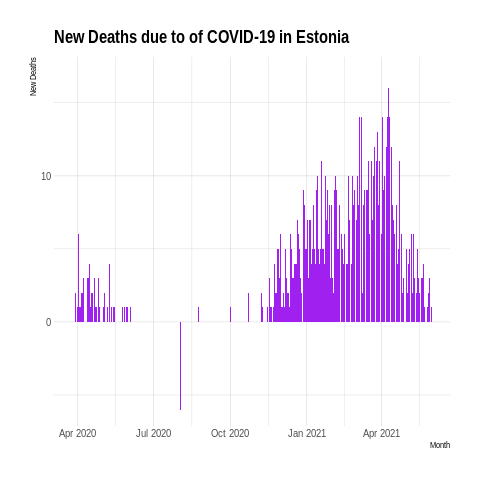 New Deaths due to of COVID-19 in Estonia
New Deaths
10
0
Apr 2020 Jul 2020 Oct 2020 Jan 2021 Apr 2021
Month